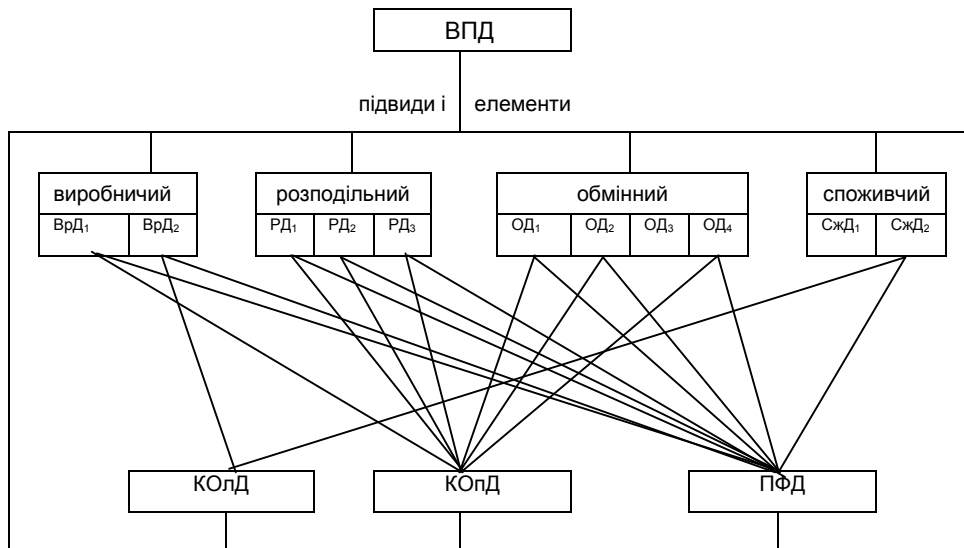 ВПД
підвиди і елементи
виробничий розподільний обмінний споживчий
ВрД₁ ВрД₂ РД₁ РД₂ РД₃ ОД₁ ОД₂ ОД₃ ОД₄ СжД₁ СжД₂
КОлД КОпД ПФД